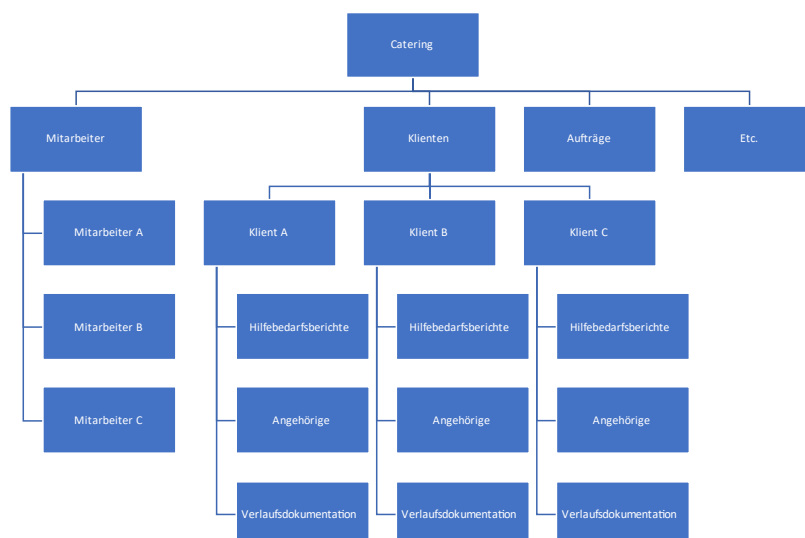 Catering
Mitarbeiter
Klienten
Aufträge
Etc.
Mitarbeiter A
Klient A
Klient B
Klient C
Mitarbeiter B
Hilfebedarfsberichte
Hilfebedarfsberichte
Hilfebedarfsberichte
Mitarbeiter C
Angehörige
Angehörige
Angehörige
Verlaufsdokumentation
Verlaufsdokumentation
Verlaufsdokumentation